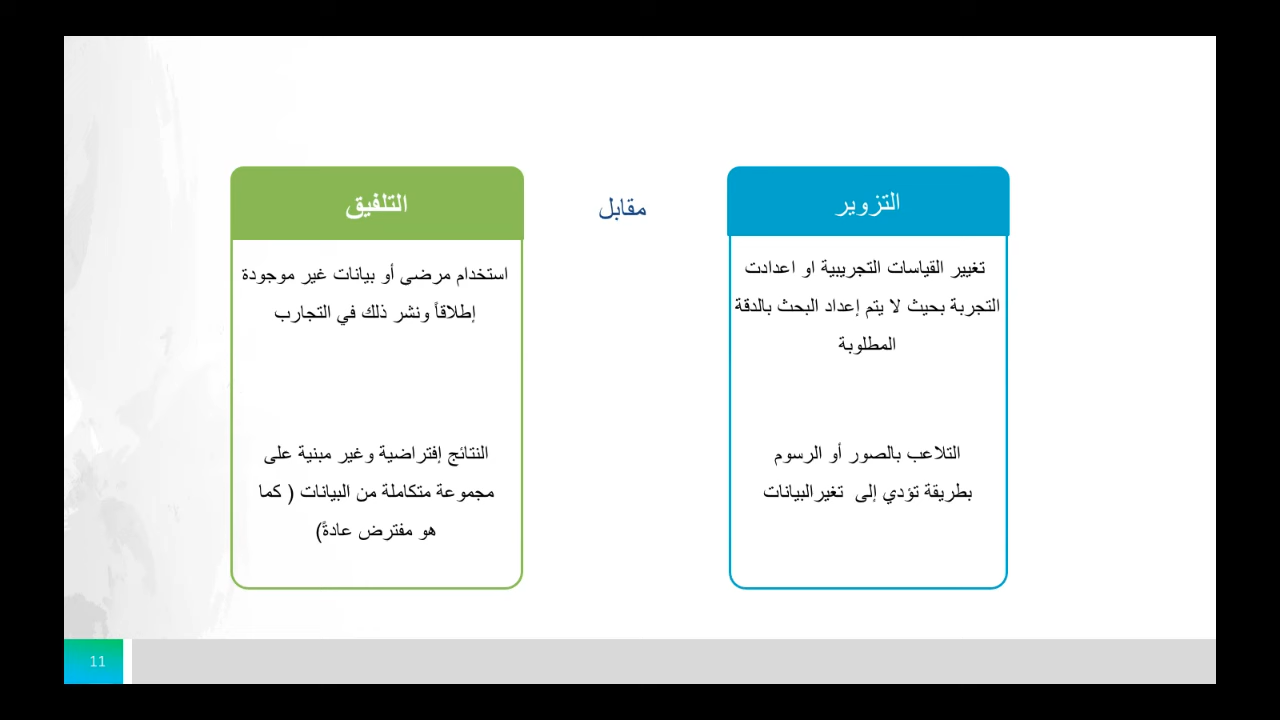 التزوير
تغيير القياسات التجريبية او اعدادت
التجربة بحيث لا يتم إعداد البحث بالدقة
المطلوبة
التلاعب بالصور أو الرسوم
بطريقة تؤدي إلى تغيرالبيانات
مقابل
التلفيق
استخدام مرضى أو بيانات غير موجودة
إطلاقاً ونشر ذلك في التجارب
النتائج إفتراضية وغير مبنية على
مجموعة متكاملة من البيانات ( كما
هو مفترض عادةً)
11